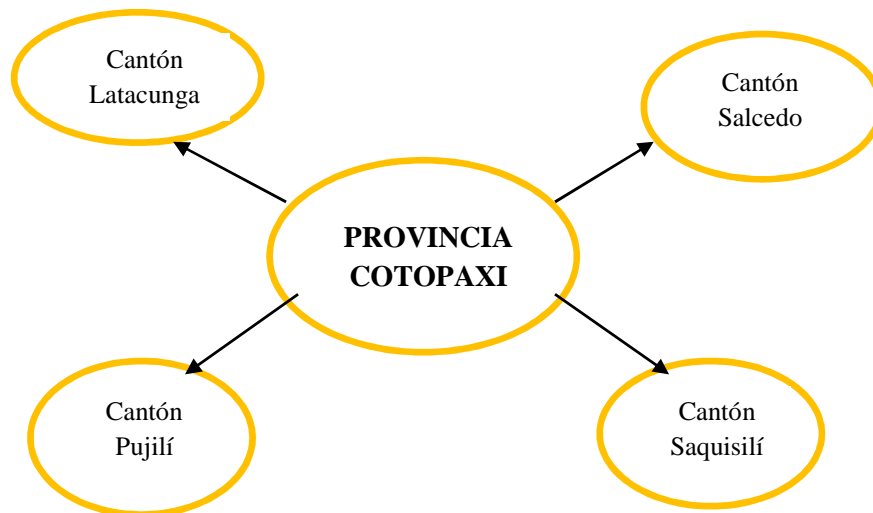 Cantón
Latacunga
Cantón
Salcedo
PROVINCIA
COTOPAXI
Cantón
Pujilí
Cantón
Saquisilí